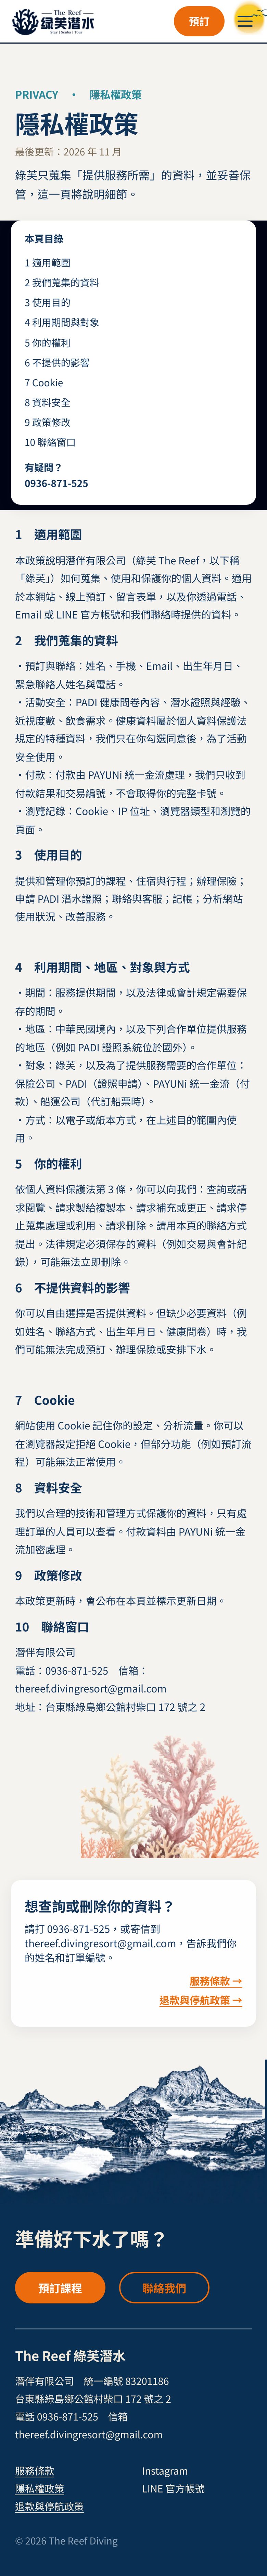 The Reef
綠芙潛水
Stay | Scuba | Tour
預訂
PRIVACY ・ 隱私權政策
隱私權政策
最後更新：2026 年 11 月
綠芙只蒐集「提供服務所需」的資料，並妥善保
管，這一頁將說明細節。
本頁目錄
1 適用範圍
2 我們蒐集的資料
3 使用目的
4 利用期間與對象
5 你的權利
6 不提供的影響
7 Cookie
8 資料安全
9 政策修改
10 聯絡窗口
有疑問？
0936-871-525
1 適用範圍
本政策說明潛伴有限公司（綠芙 The Reef，以下稱
「綠芙」）如何蒐集、使用和保護你的個人資料。適用
於本網站、線上預訂、留言表單，以及你透過電話、
Email 或 LINE 官方帳號和我們聯絡時提供的資料。
2 我們蒐集的資料
・預訂與聯絡：姓名、手機、Email、出生年月日、
緊急聯絡人姓名與電話。
・活動安全：PADI 健康問卷內容、潛水證照與經驗、
近視度數、飲食需求。健康資料屬於個人資料保護法
規定的特種資料，我們只在你勾選同意後，為了活動
安全使用。
・付款：付款由 PAYUNi 統一金流處理，我們只收到
付款結果和交易編號，不會取得你的完整卡號。
・瀏覽紀錄：Cookie、IP 位址、瀏覽器類型和瀏覽的
頁面。
3 使用目的
提供和管理你預訂的課程、住宿與行程；辦理保險；
申請 PADI 潛水證照；聯絡與客服；記帳；分析網站
使用狀況、改善服務。
4 利用期間、地區、對象與方式
・期間：服務提供期間，以及法律或會計規定需要保
存的期間。
・地區：中華民國境內，以及下列合作單位提供服務
的地區（例如 PADI 證照系統位於國外）。
・對象：綠芙，以及為了提供服務需要的合作單位：
保險公司、PADI（證照申請）、PAYUNi 統一金流（付
款）、船運公司（代訂船票時）。
・方式：以電子或紙本方式，在上述目的範圍內使
用。
5 你的權利
依個人資料保護法第 3 條，你可以向我們：查詢或請
求閱覽、請求製給複製本、請求補充或更正、請求停
止蒐集處理或利用、請求刪除。請用本頁的聯絡方式
提出。法律規定必須保存的資料（例如交易與會計紀
錄），可能無法立即刪除。
6 不提供資料的影響
你可以自由選擇是否提供資料。但缺少必要資料（例
如姓名、聯絡方式、出生年月日、健康問卷）時，我
們可能無法完成預訂、辦理保險或安排下水。
7 Cookie
網站使用 Cookie 記住你的設定、分析流量。你可以
在瀏覽器設定拒絕 Cookie，但部分功能（例如預訂流
程）可能無法正常使用。
8 資料安全
我們以合理的技術和管理方式保護你的資料，只有處
理訂單的人員可以查看。付款資料由 PAYUNi 統一金
流加密處理。
9 政策修改
本政策更新時，會公布在本頁並標示更新日期。
10 聯絡窗口
潛伴有限公司
電話：0936-871-525 信箱：
thereef.divingresort@gmail.com
地址：台東縣綠島鄉公館村柴口 172 號之 2
想查詢或刪除你的資料？
請打 0936-871-525，或寄信到
thereef.divingresort@gmail.com，告訴我們你
的姓名和訂單編號。
服務條款 →
退款與停航政策 →
準備好下水了嗎？
預訂課程
聯絡我們
The Reef 綠芙潛水
潛伴有限公司 統一編號 83201186
台東縣綠島鄉公館村柴口 172 號之 2
電話 0936-871-525 信箱
thereef.divingresort@gmail.com
服務條款
隱私權政策
退款與停航政策
Instagram
LINE 官方帳號
© 2026 The Reef Diving